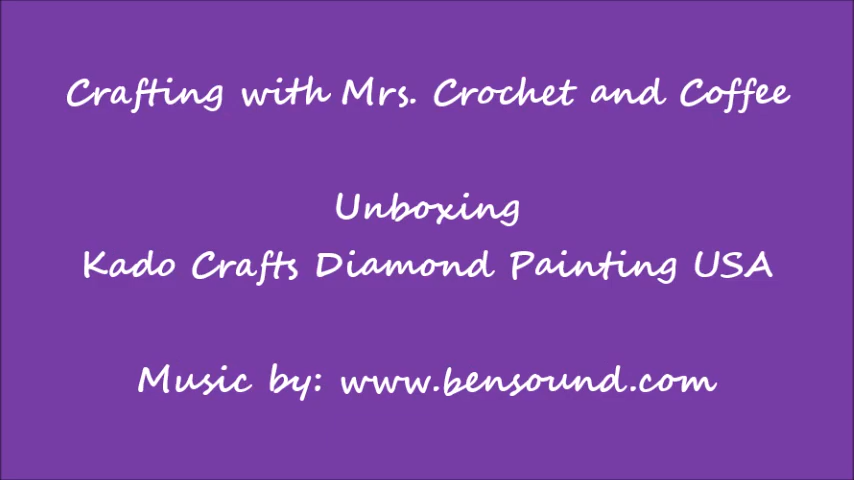 Crafting with Mrs. Crochet and Coffee
Unboxing
Kado Crafts Diamond Painting USA
Music by: www.bensound.com